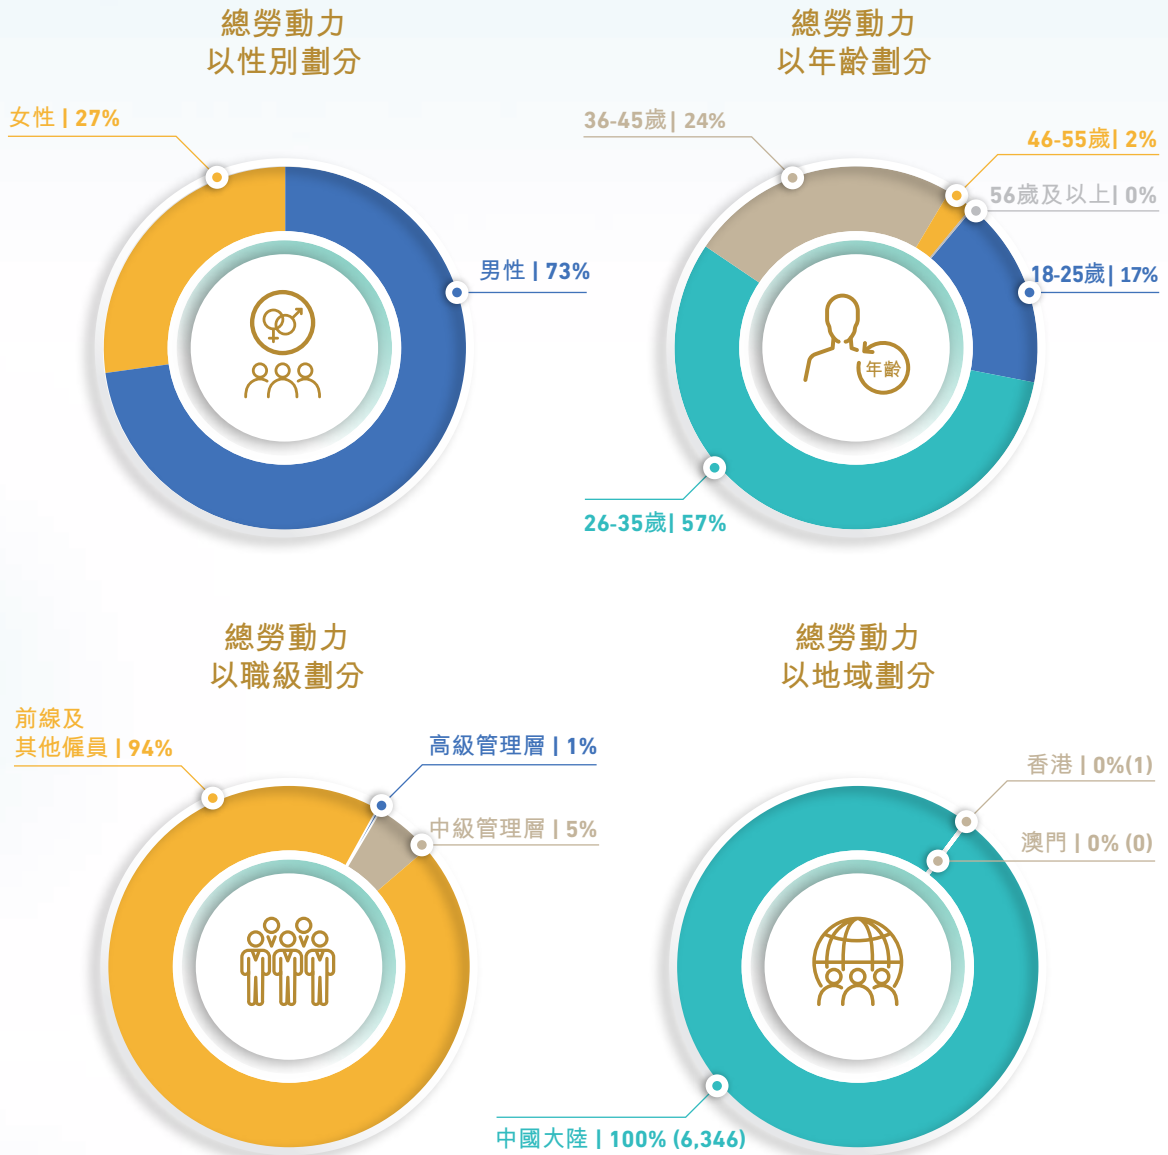 總勞動力
以性別劃分
女性 | 27%
男性 | 73%
總勞動力
以年齡劃分
36-45歲| 24%
46-55歲| 2%
56歲及以上| 0%
18-25歲| 17%
年齡
26-35歲| 57%
總勞動力
以職級劃分
前線及
其他僱員 | 94%
高級管理層 | 1%
中級管理層 | 5%
總勞動力
以地域劃分
香港 | 0%(1)
澳門 | 0% (0)
中國大陸 | 100% (6,346)